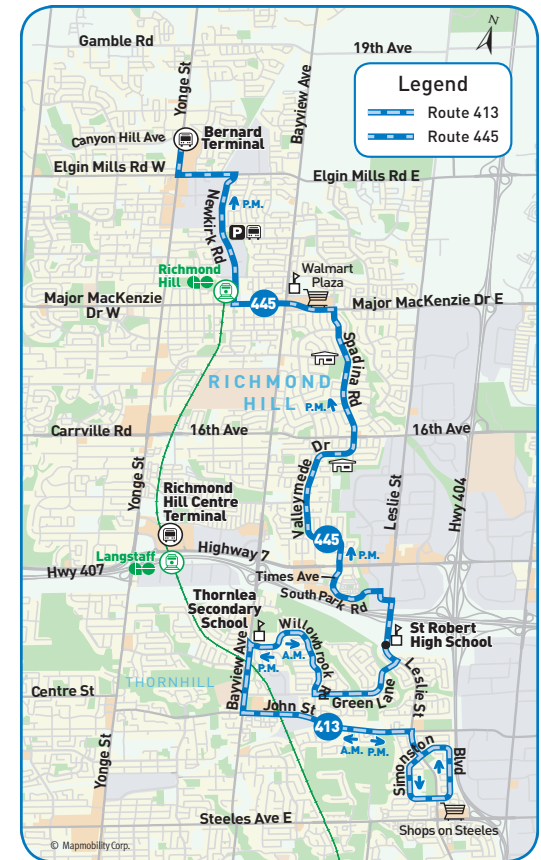 Gamble Rd
19th Ave
N
Yonge St
Bayview Ave
Legend
Route 413
Route 445
Canyon Hill Ave
Bernard
Terminal
Elgin Mills Rd W
Elgin Mills Rd E
P.M.
Newkirk Rd
P
Richmond
Hill
Walmart
Plaza
Major MacKenzie
Dr W
445
Major MacKenzie Dr E
Spadina Rd
RICHMOND
HILL
P.M.
Carrville Rd
16th Ave
16th Ave
Dr
Valleymede
Yonge St
Leslie St
Hwy 404
Richmond
Hill Centre
Terminal
445
P.M.
Langstaff
Highway 7
Hwy 407
Times Ave
South Park Rd
Thornlea
Secondary
School
Willowbrook
Rd
St Robert
High School
A.M.
P.M.
Bayview Ave
Leslie St
THORNHILL
Centre St
Green Lane
John St
413
A.M. P.M.
Simonston
Blvd
Yonge St
Steeles Ave E
Shops on Steeles
© Mapmobility Corp.